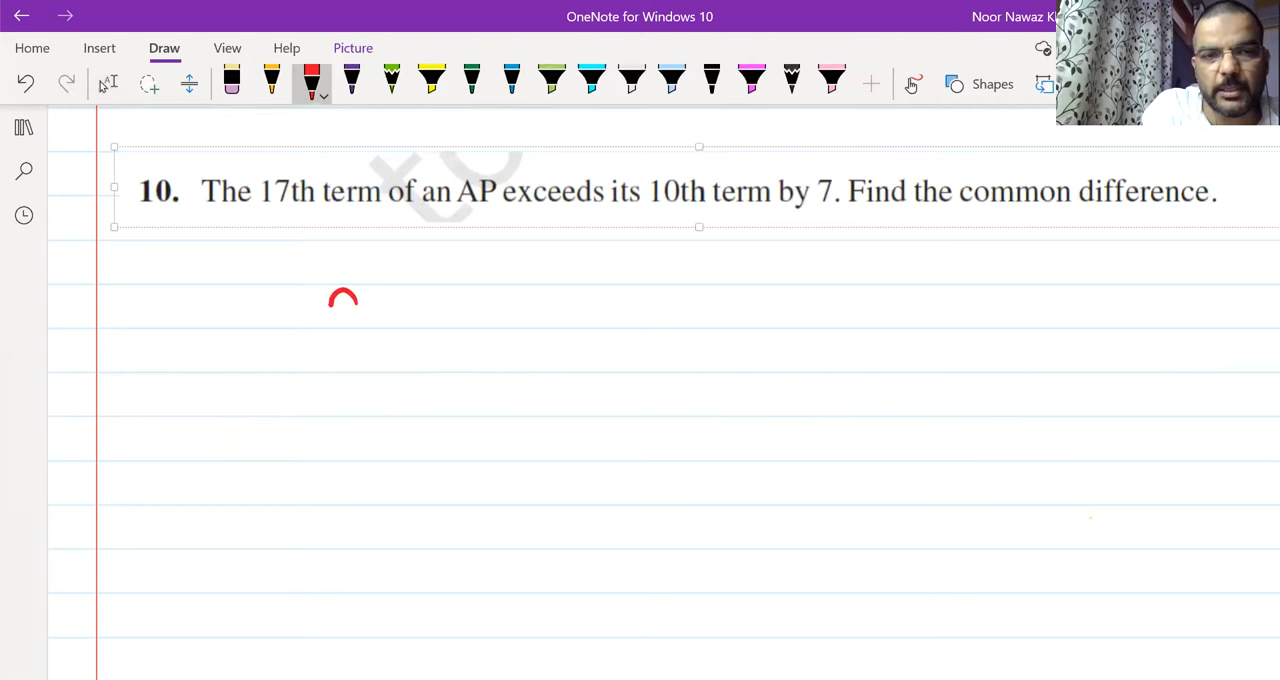 OneNote for Windows 10
Noor Nawaz K
Home Insert Draw View Help Picture
Shapes
10. The 17th term of an AP exceeds its 10th term by 7. Find the common difference.
to